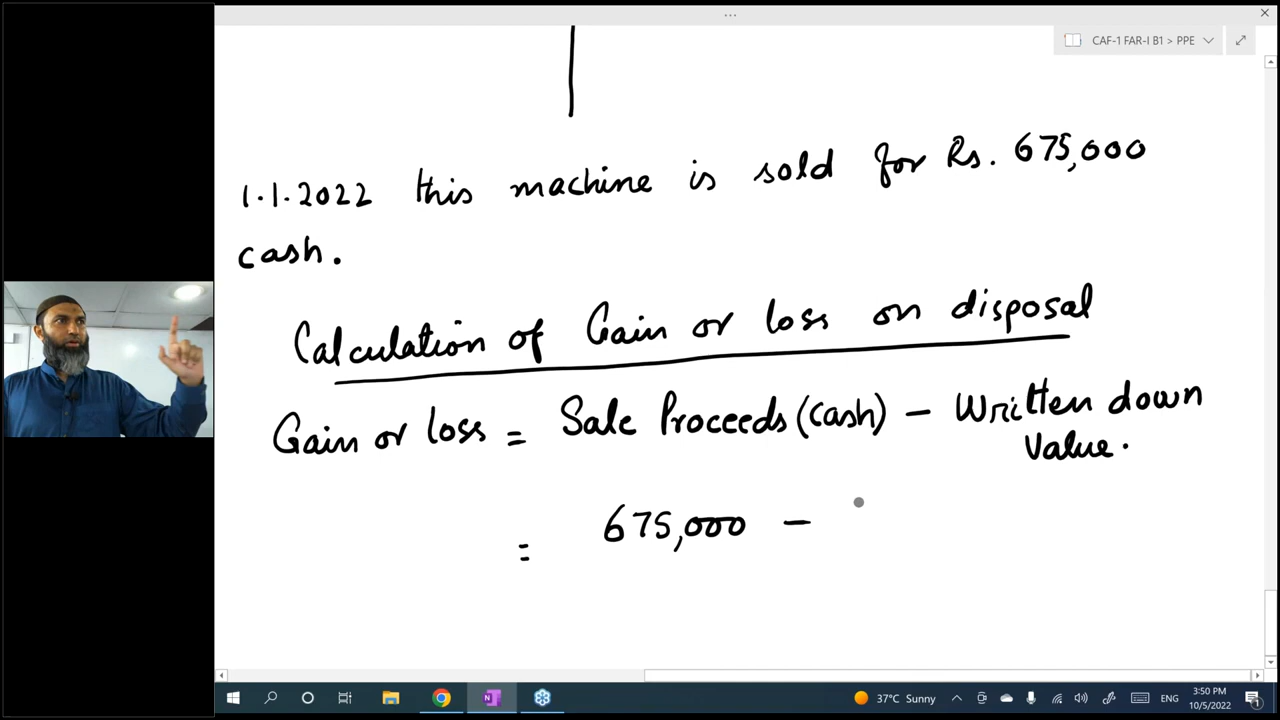 CAF-1 FAR-I B1 > PPE
1.1.2022 this machine is sold for Rs. 675,000
cash.
Calculation of Gain or loss on disposal
Gain or loss = Sale Proceeds (cash) - Written down
Value.
= 675,000 -
37°C Sunny
ENG
3:50 PM
10/5/2022
1